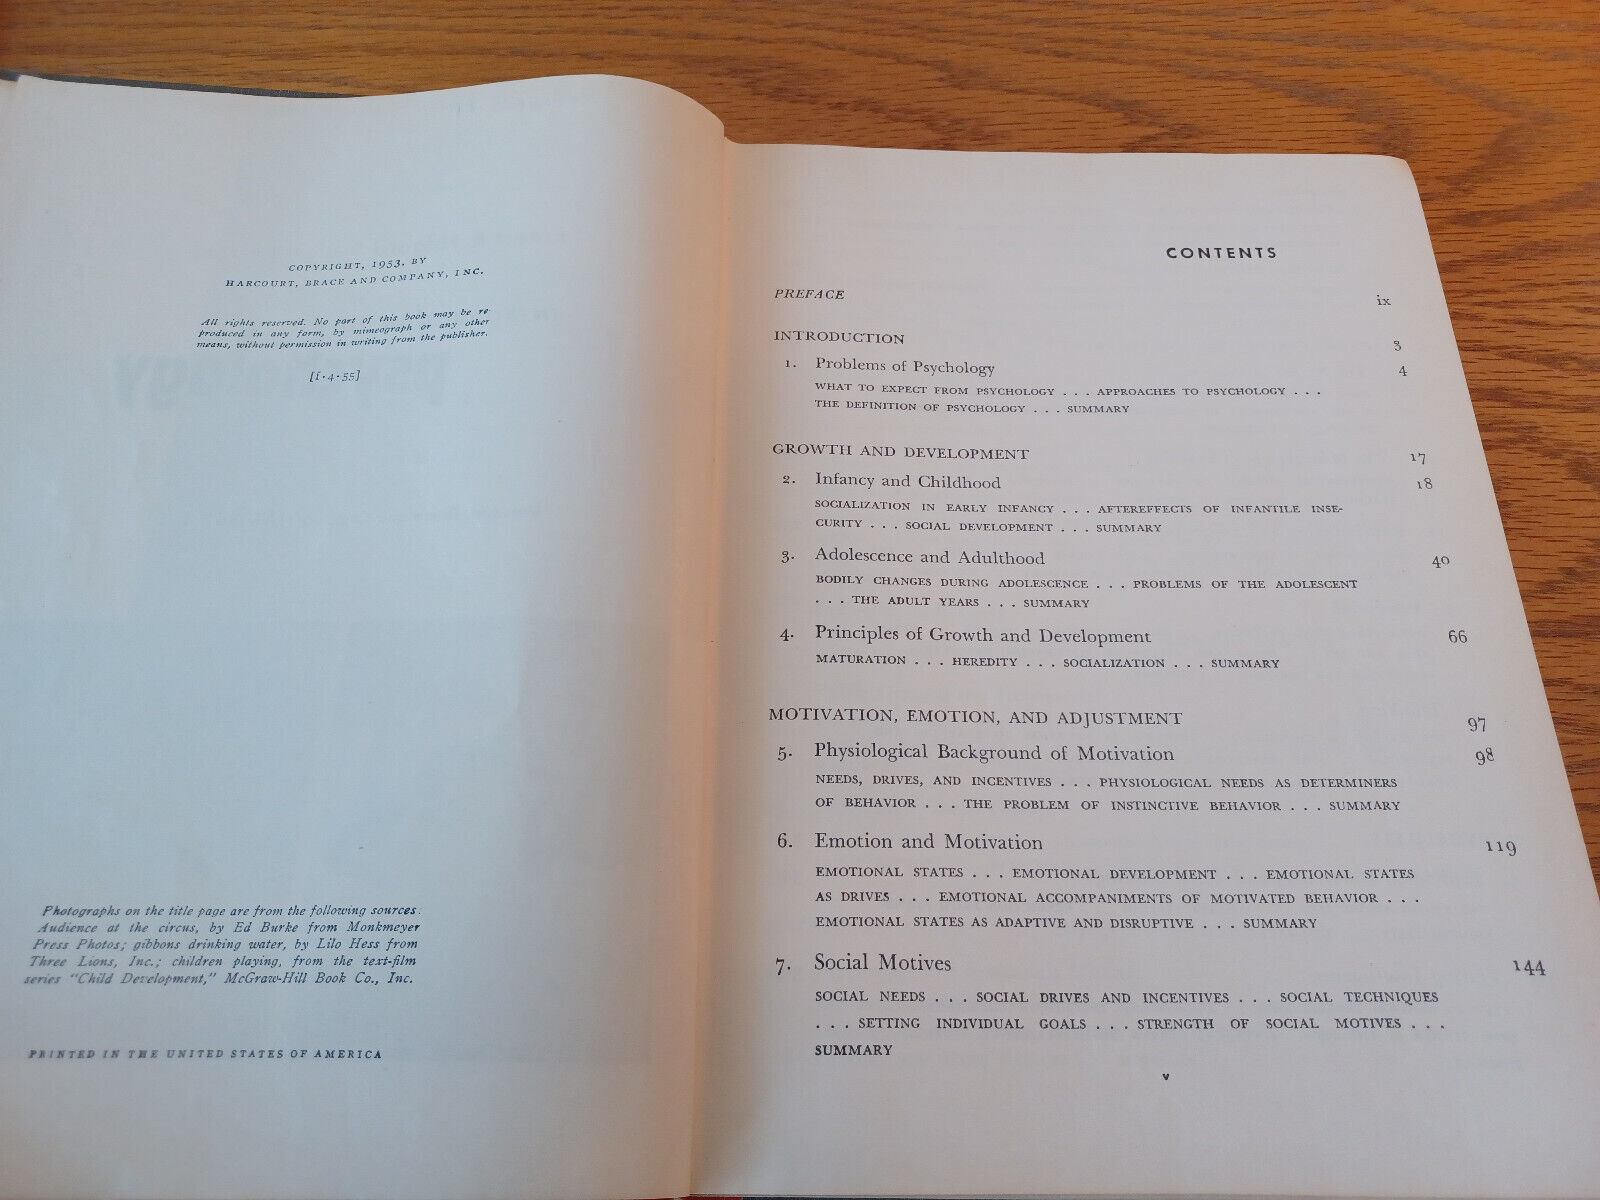 COPYRIGHT, 1953, BY
HARCOURT, BRACE AND COMPANY, INC.
All rights reserved. No part of this book may be re-
produced in any form, by mimeograph or any other
means, without permission in writing from the publisher.
[I·4·55]
Photographs on the title page are from the following sources:
Audience at the circus, by Ed Burke from Monkmeyer
Press Photos; gibbons drinking water, by Lilo Hess from
Three Lions, Inc.; children playing, from the text-film
series "Child Development," McGraw-Hill Book Co., Inc.
PRINTED IN THE UNITED STATES OF AMERICA
CONTENTS
PREFACE ix
INTRODUCTION 3
1. Problems of Psychology 4
WHAT TO EXPECT FROM PSYCHOLOGY . . . APPROACHES TO PSYCHOLOGY . . .
THE DEFINITION OF PSYCHOLOGY . . . SUMMARY
GROWTH AND DEVELOPMENT 17
2. Infancy and Childhood 18
SOCIALIZATION IN EARLY INFANCY . . . AFTEREFFECTS OF INFANTILE INSE-
CURITY . . . SOCIAL DEVELOPMENT . . . SUMMARY
3. Adolescence and Adulthood 40
BODILY CHANGES DURING ADOLESCENCE . . . PROBLEMS OF THE ADOLESCENT
. . . THE ADULT YEARS . . . SUMMARY
4. Principles of Growth and Development 66
MATURATION . . . HEREDITY . . . SOCIALIZATION . . . SUMMARY
MOTIVATION, EMOTION, AND ADJUSTMENT 97
5. Physiological Background of Motivation 98
NEEDS, DRIVES, AND INCENTIVES . . . PHYSIOLOGICAL NEEDS AS DETERMINERS
OF BEHAVIOR . . . THE PROBLEM OF INSTINCTIVE BEHAVIOR . . . SUMMARY
6. Emotion and Motivation 119
EMOTIONAL STATES . . . EMOTIONAL DEVELOPMENT . . . EMOTIONAL STATES
AS DRIVES . . . EMOTIONAL ACCOMPANIMENTS OF MOTIVATED BEHAVIOR . . .
EMOTIONAL STATES AS ADAPTIVE AND DISRUPTIVE . . . SUMMARY
7. Social Motives 144
SOCIAL NEEDS . . . SOCIAL DRIVES AND INCENTIVES . . . SOCIAL TECHNIQUES
. . . SETTING INDIVIDUAL GOALS . . . STRENGTH OF SOCIAL MOTIVES . . .
SUMMARY
v